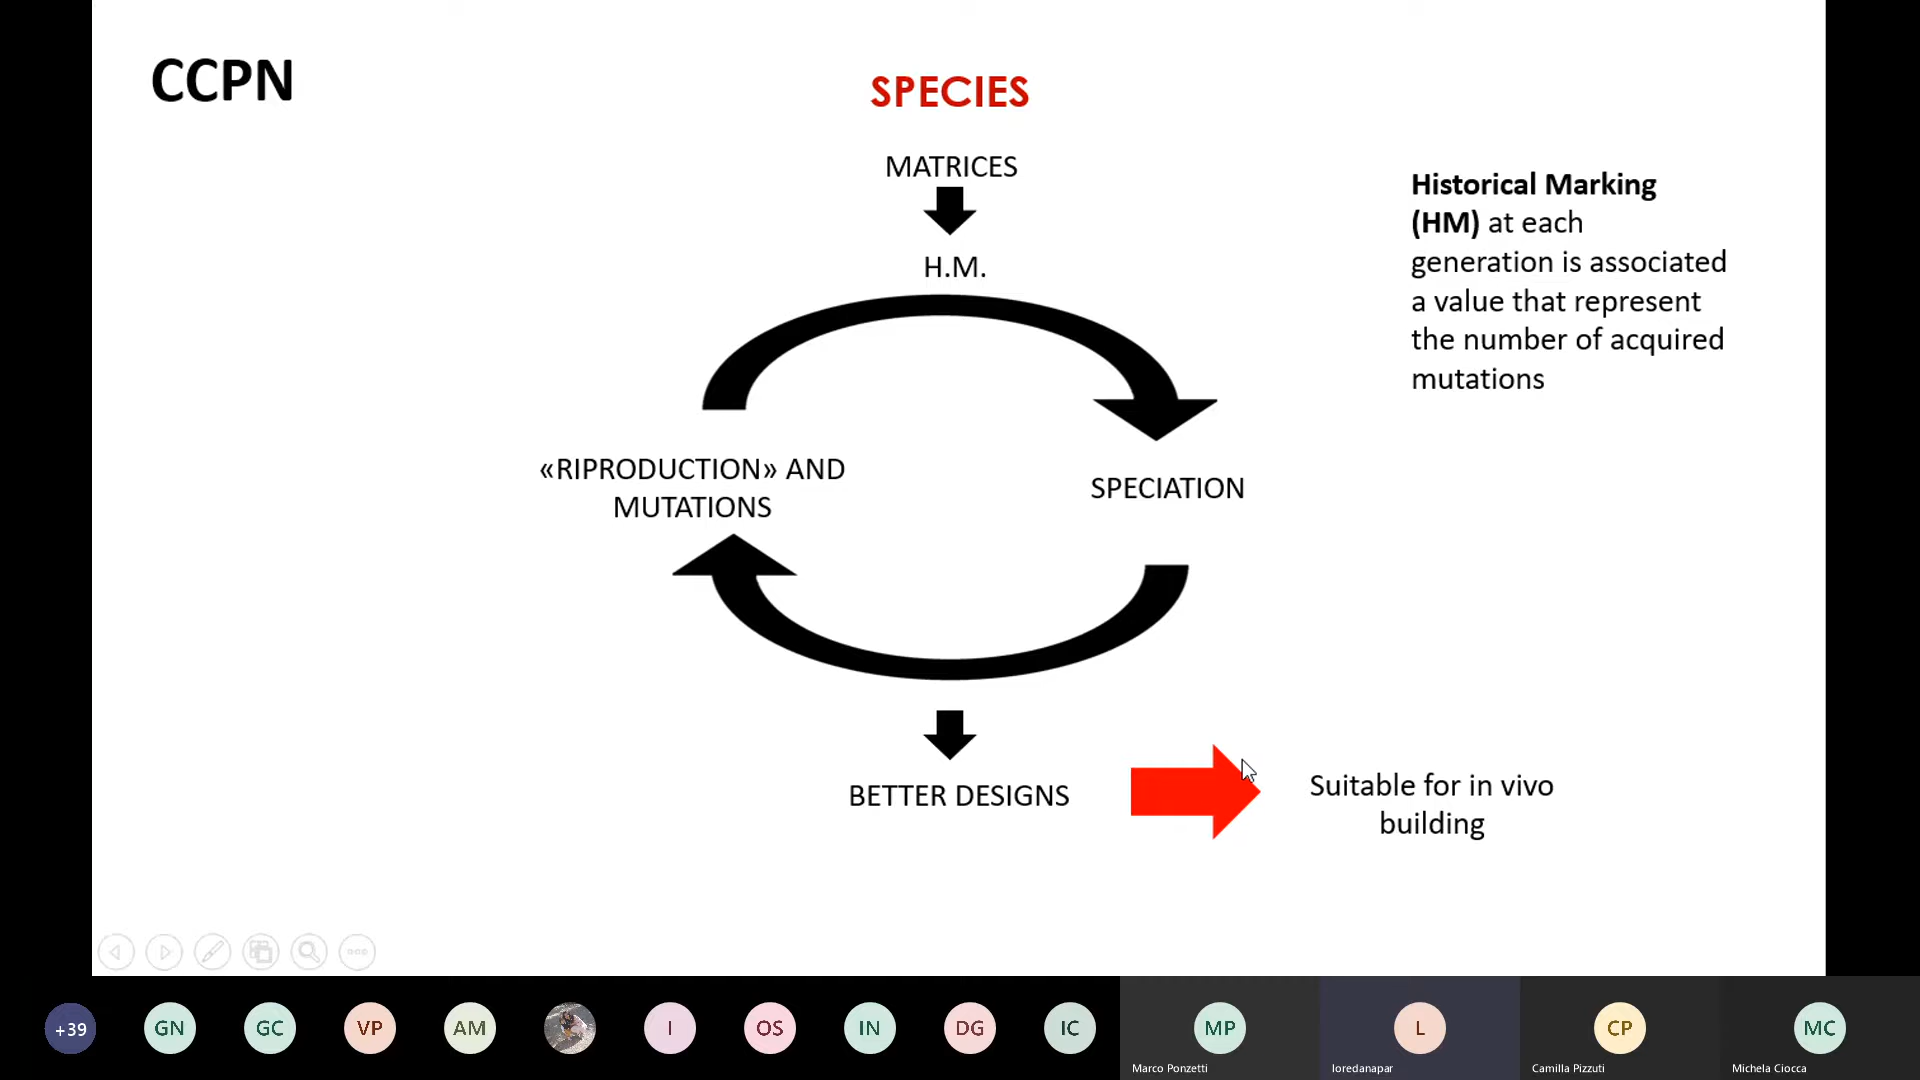 CCPN
SPECIES
MATRICES
H.M.
Historical Marking
(HM) at each
generation is associated
a value that represent
the number of acquired
mutations
«RIPRODUCTION» AND
MUTATIONS
SPECIATION
BETTER DESIGNS
Suitable for in vivo
building
+39
GN
GC
VP
AM
I
OS
IN
DG
IC
MP
L
CP
MC
Marco Ponzetti
loredanapar
Camilla Pizzuti
Michela Ciocca